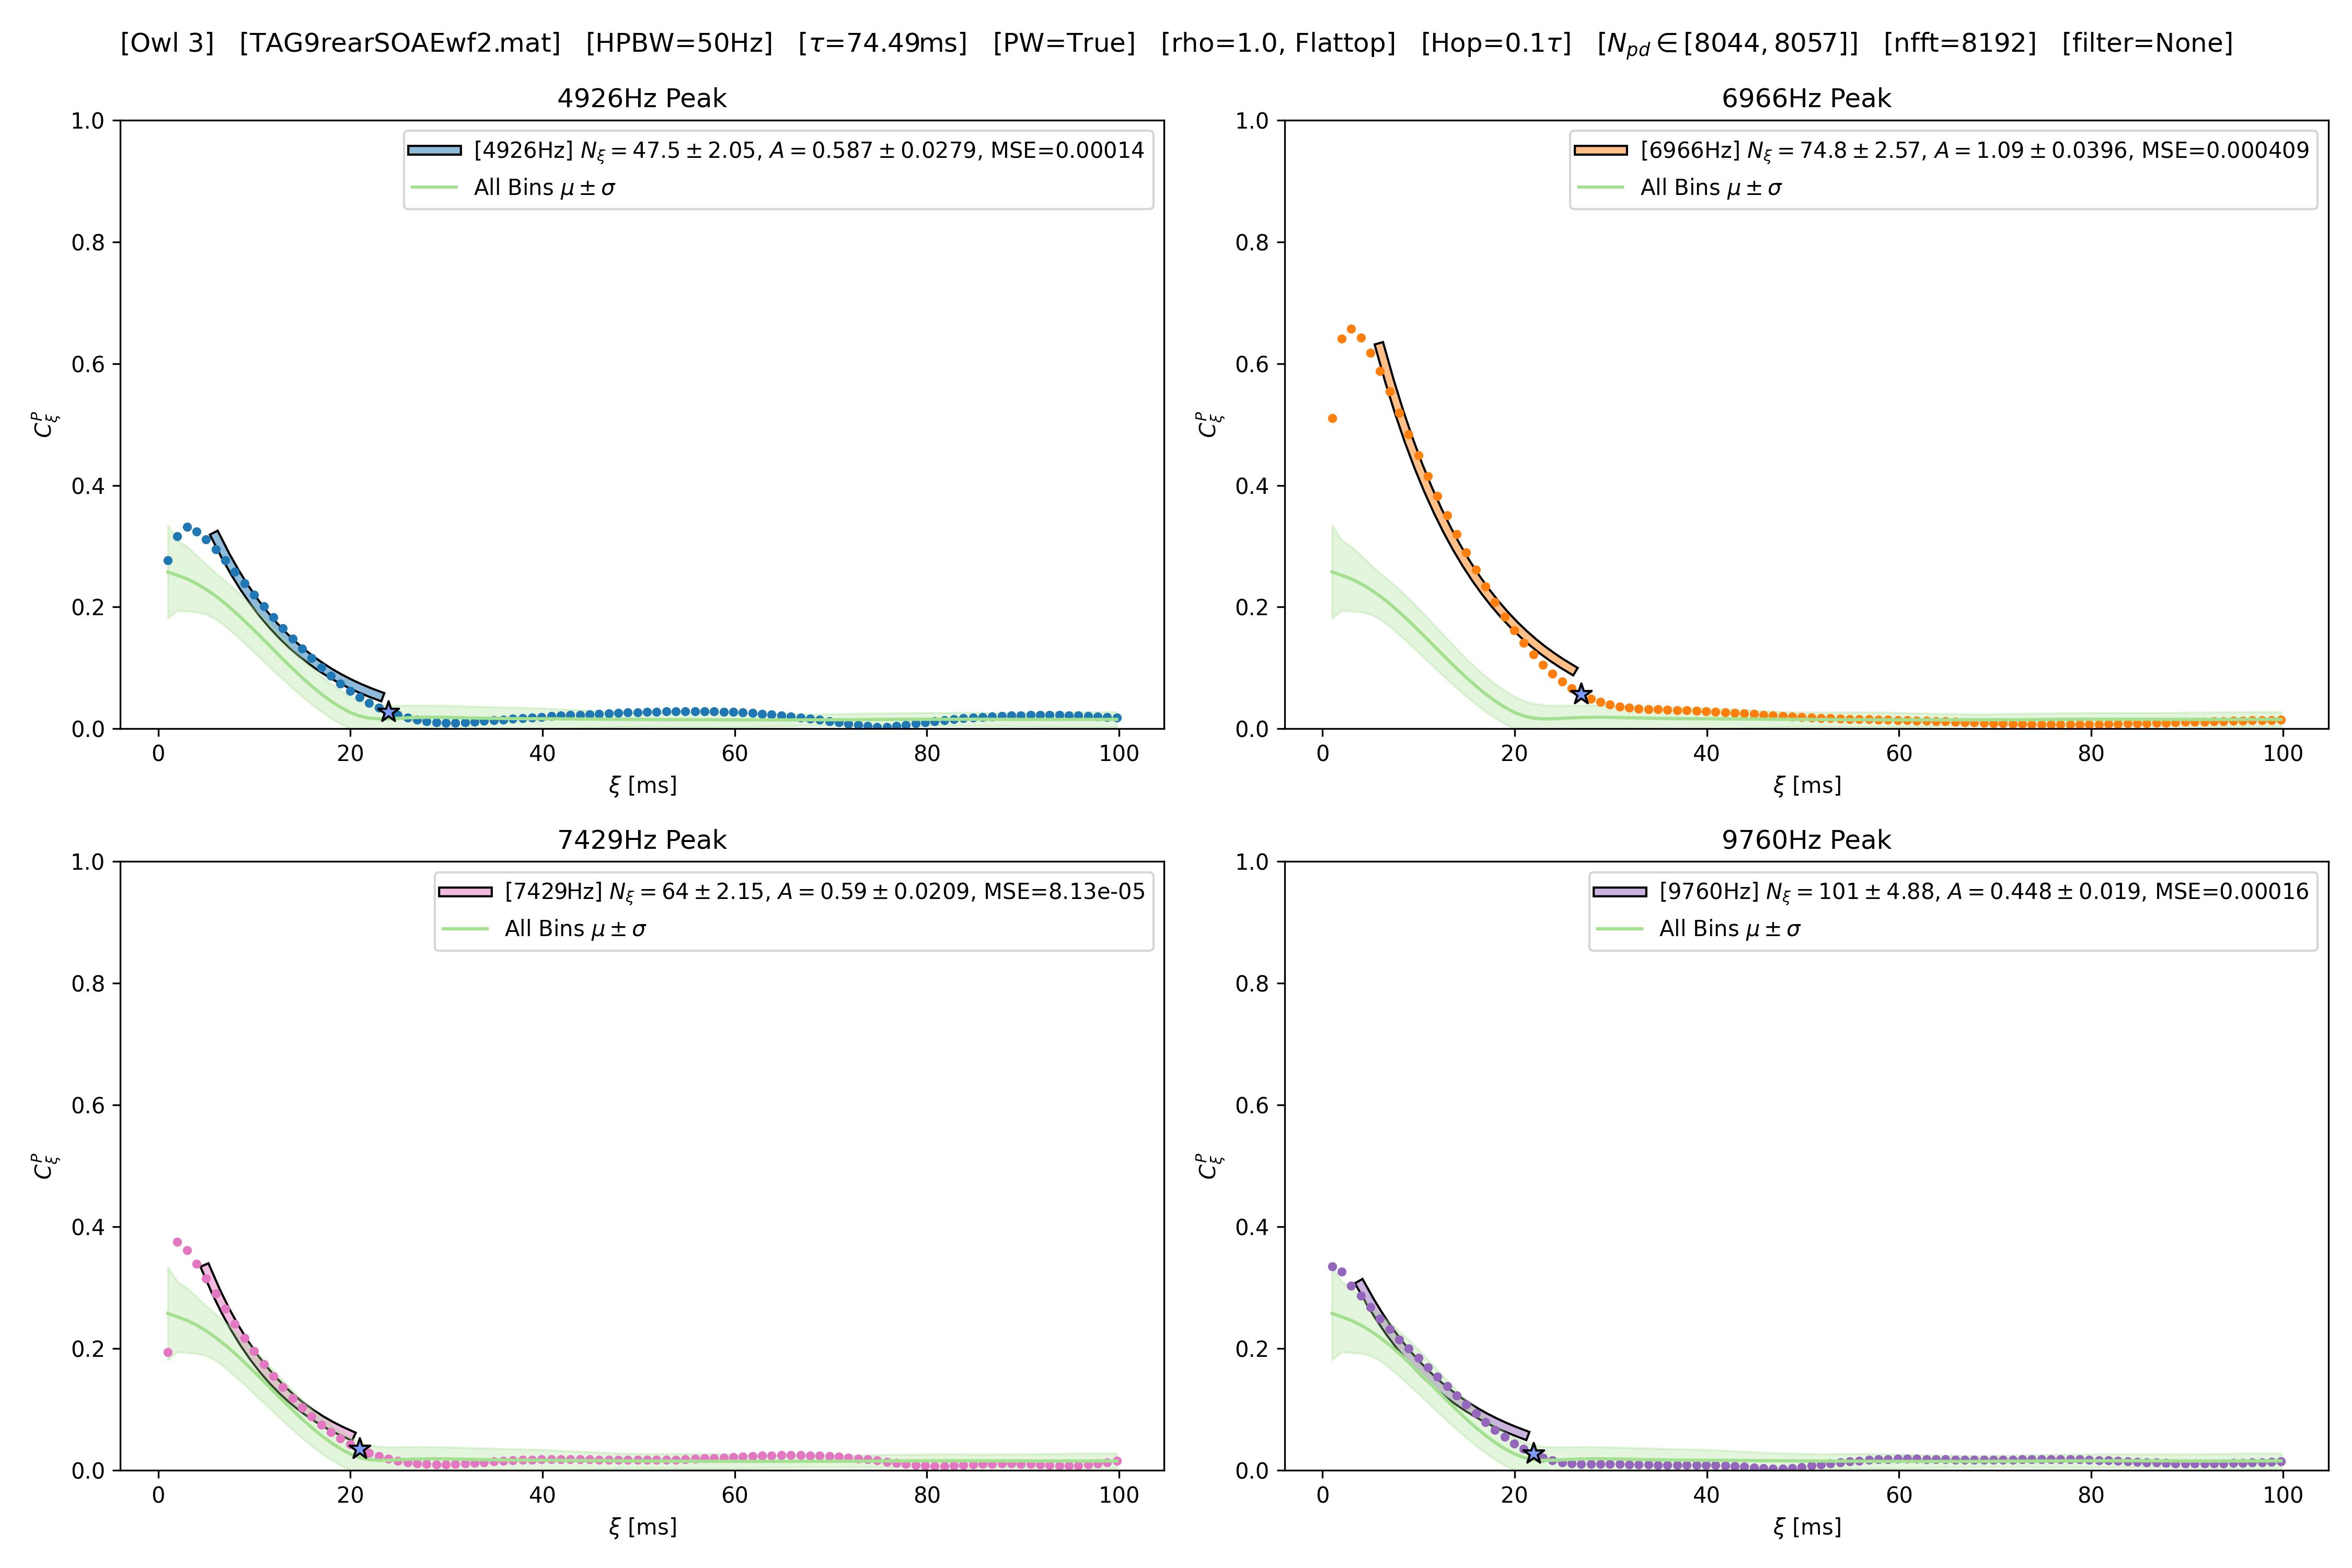 [Owl 3] [TAG9rearSOAEwf2.mat] [HPBW=50Hz] [τ=74.49ms] [PW=True] [rho=1.0, Flattop] [Hop=0.1τ] [N_pd ∈ [8044, 8057]] [nfft=8192] [filter=None]
4926Hz Peak
[4926Hz] N_ξ = 47.5 ± 2.05, A = 0.587 ± 0.0279, MSE=0.00014
All Bins μ ± σ
1.0
0.8
0.6
0.4
0.2
0.0
C_ξ^P
0 20 40 60 80 100
ξ [ms]
6966Hz Peak
[6966Hz] N_ξ = 74.8 ± 2.57, A = 1.09 ± 0.0396, MSE=0.000409
All Bins μ ± σ
1.0
0.8
0.6
0.4
0.2
0.0
C_ξ^P
0 20 40 60 80 100
ξ [ms]
7429Hz Peak
[7429Hz] N_ξ = 64 ± 2.15, A = 0.59 ± 0.0209, MSE=8.13e-05
All Bins μ ± σ
1.0
0.8
0.6
0.4
0.2
0.0
C_ξ^P
0 20 40 60 80 100
ξ [ms]
9760Hz Peak
[9760Hz] N_ξ = 101 ± 4.88, A = 0.448 ± 0.019, MSE=0.00016
All Bins μ ± σ
1.0
0.8
0.6
0.4
0.2
0.0
C_ξ^P
0 20 40 60 80 100
ξ [ms]